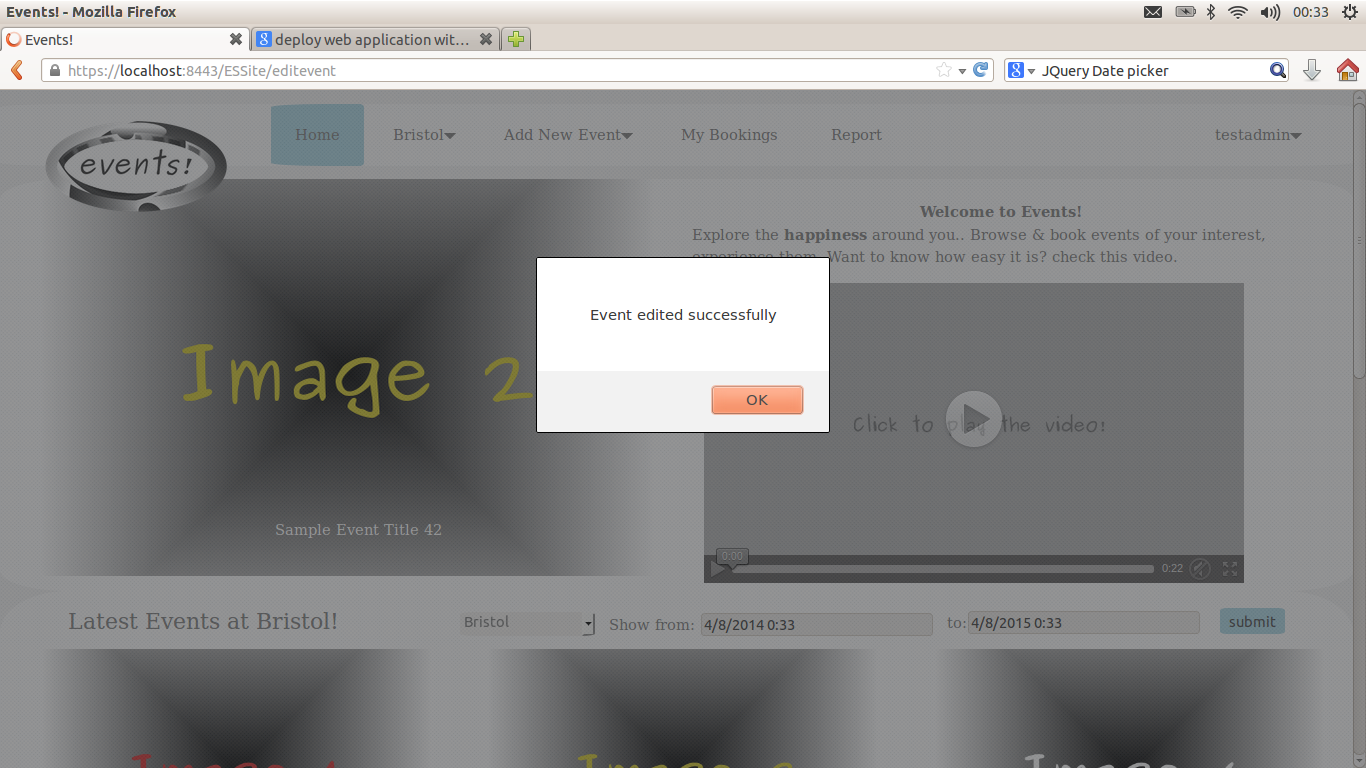 Events! - Mozilla Firefox
00:33
Events!
deploy web application wit...
https://localhost:8443/ESSite/editevent
JQuery Date picker
events!
Home
Bristol
Add New Event
My Bookings
Report
testadmin
Welcome to Events!
Explore the happiness around you.. Browse & book events of your interest,
experience them. Want to know how easy it is? check this video.
Event edited successfully
OK
Image 2
Click to play the video!
Sample Event Title 42
0:00
0:22
Latest Events at Bristol!
Bristol
Show from:
4/8/2014 0:33
to:
4/8/2015 0:33
submit
Image
Image
Image